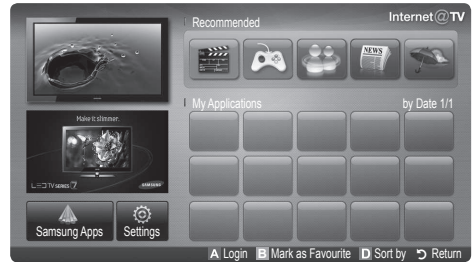 Internet@TV
Recommended
NEWS
My Applications by Date 1/1
Make it slimmer.
LED TV SERIES 7 SAMSUNG
Samsung Apps Settings
A Login B Mark as Favourite D Sort by Return